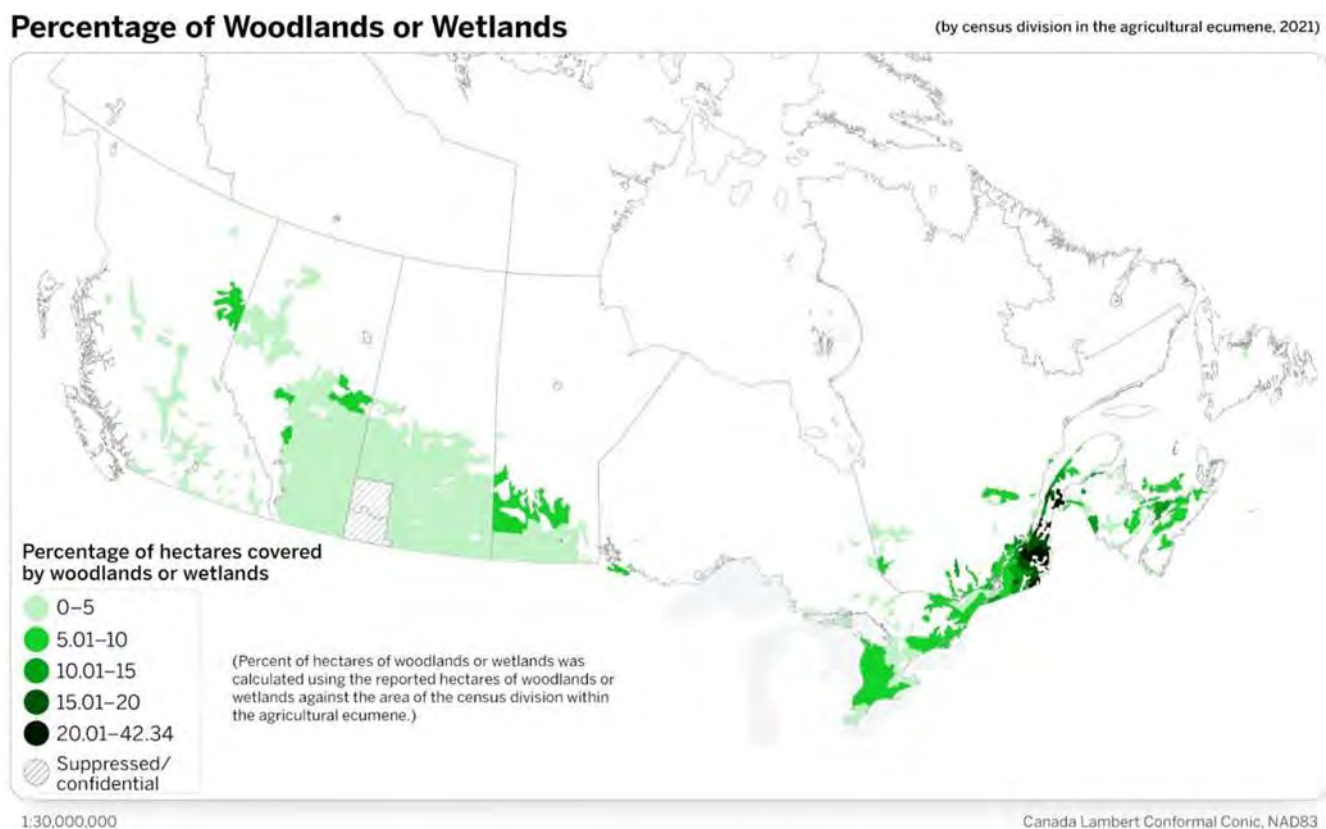 Percentage of Woodlands or Wetlands
(by census division in the agricultural ecumene, 2021)
Percentage of hectares covered
by woodlands or wetlands
0–5
5.01–10
10.01–15
15.01–20
20.01–42.34
Suppressed/
confidential
(Percent of hectares of woodlands or wetlands was
calculated using the reported hectares of woodlands or
wetlands against the area of the census division within
the agricultural ecumene.)
1:30,000,000
Canada Lambert Conformal Conic, NAD83